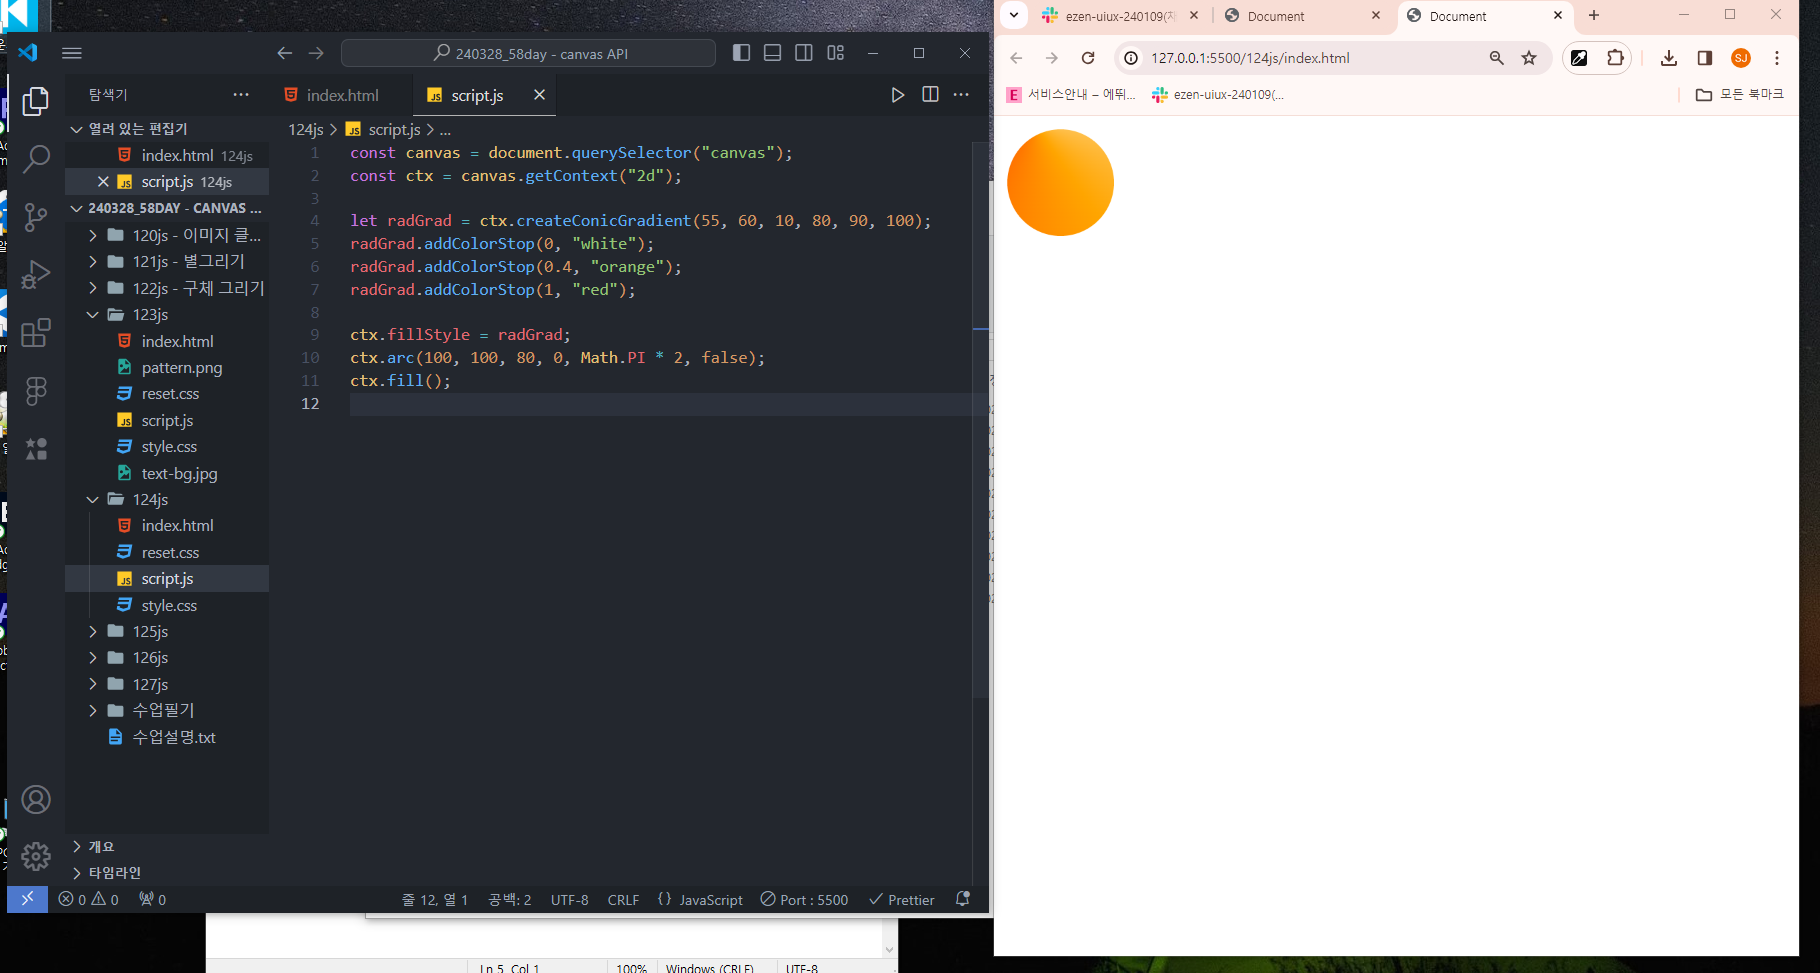 240328_58day - canvas API
탐색기
index.html
script.js
열려 있는 편집기
index.html 124js
script.js 124js
240328_58DAY - CANVAS ...
120js - 이미지 클...
121js - 별그리기
122js - 구체 그리기
123js
index.html
pattern.png
reset.css
script.js
style.css
text-bg.jpg
124js
index.html
reset.css
script.js
style.css
125js
126js
127js
수업필기
수업설명.txt
개요
타임라인
124js > script.js > ...
1 const canvas = document.querySelector("canvas");
2 const ctx = canvas.getContext("2d");
3
4 let radGrad = ctx.createConicGradient(55, 60, 10, 80, 90, 100);
5 radGrad.addColorStop(0, "white");
6 radGrad.addColorStop(0.4, "orange");
7 radGrad.addColorStop(1, "red");
8
9 ctx.fillStyle = radGrad;
10 ctx.arc(100, 100, 80, 0, Math.PI * 2, false);
11 ctx.fill();
12
0 0 0
줄 12, 열 1 공백: 2 UTF-8 CRLF {} JavaScript Port : 5500 Prettier
Ln 5, Col 1 100% Windows (CRLF) UTF-8
ezen-uiux-240109(자
Document
Document
127.0.0.1:5500/124js/index.html
SJ
E 서비스안내 – 에뛰...
ezen-uiux-240109(...
모든 북마크